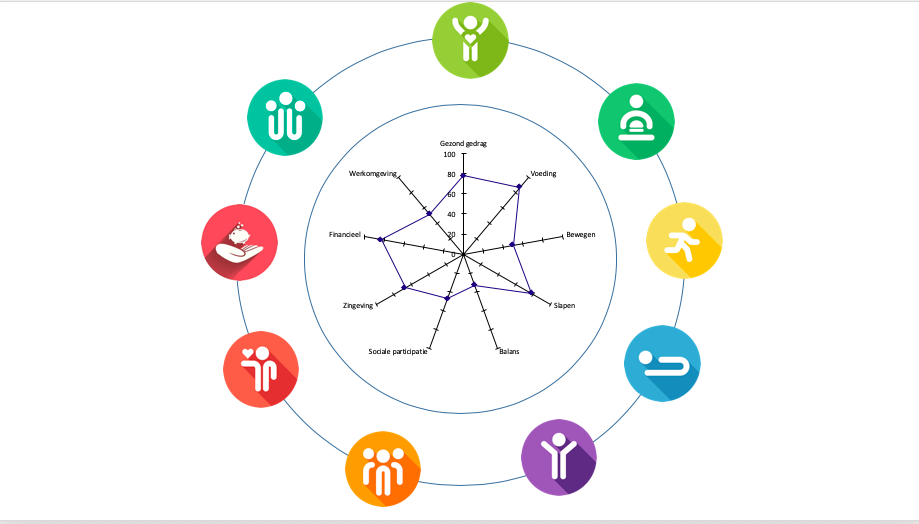 Gezond gedrag
100
80
60
40
20
0
Voeding
Bewegen
Slapen
Balans
Sociale participatie
Zingeving
Financieel
Werkomgeving